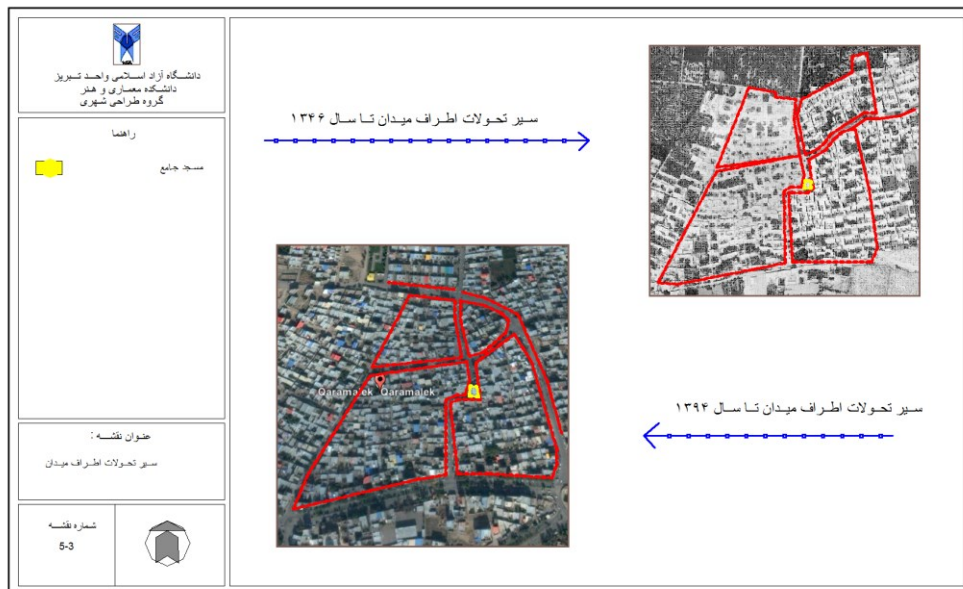 دانشگاه آزاد اسلامی واحد تبریز
دانشکده معماری و هنر
گروه طراحی شهری
راهنما
مسجد جامع
عنوان نقشه :
سیر تحولات اطراف میدان
شماره نقشه
5-3
سیر تحولات اطراف میدان تا سال ۱۳۴۶
Qaramalek Qaramalek
سیر تحولات اطراف میدان تا سال ۱۳۹۴